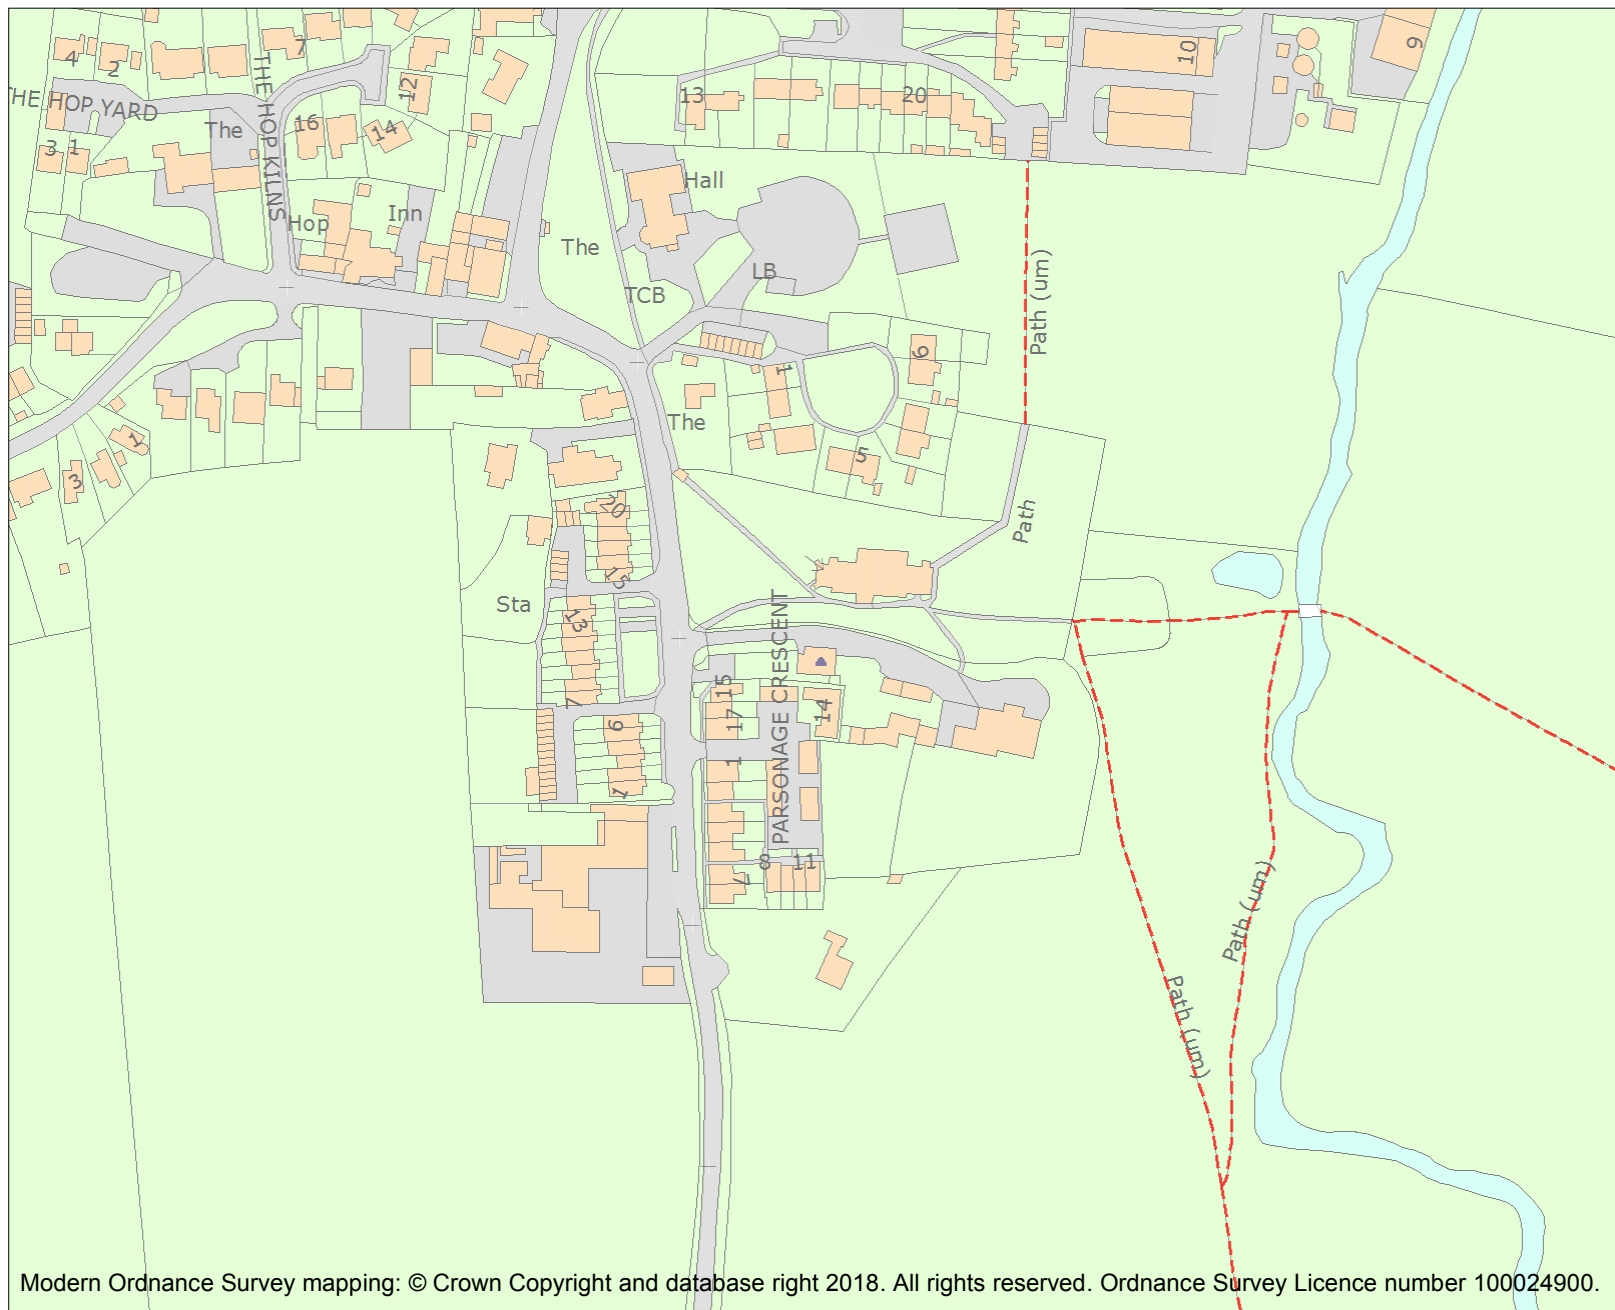 7
4
2
12
10
9
THE HOP YARD
The
THE HOP KILNS
16
14
13
20
3
1
Hall
Hop
Inn
The
LB
TCB
Path (um)
1
9
The
5
1
3
20
Path
15
Sta
13
7
6
1
15
17
14
1
PARSONAGE CRESCENT
8
11
7
Path (um)
Path (um)
Modern Ordnance Survey mapping: © Crown Copyright and database right 2018. All rights reserved. Ordnance Survey Licence number 100024900.